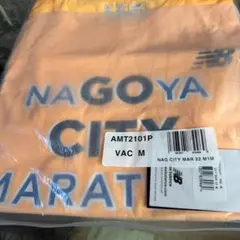 NAGOYA
CITY
MARAT
AMT2101P
VAC M
NAG CITY MAR 22 M1M